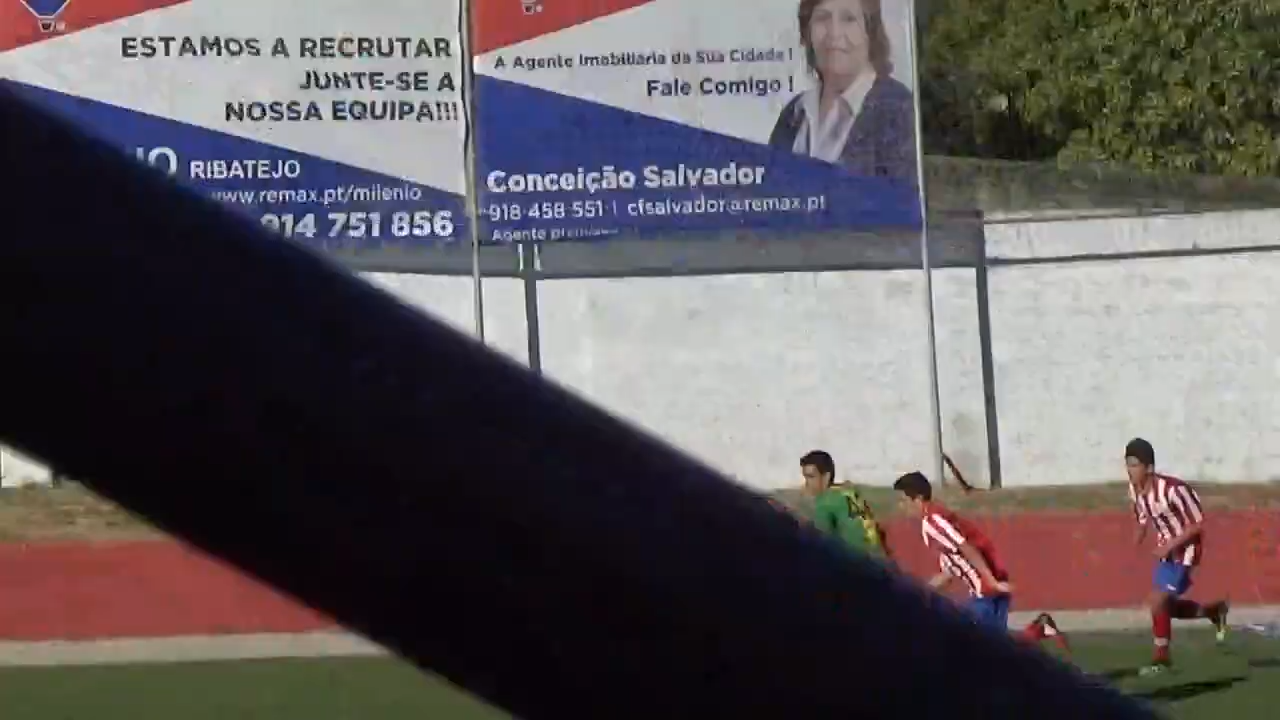 ESTAMOS A RECRUTAR
JUNTE-SE A
NOSSA EQUIPA!!!
RIBATEJO
www.remax.pt/milenio
914 751 856
A Agente Imobiliária da Sua Cidade !
Fale Comigo !
Conceição Salvador
918 458 551 | cfsalvador@remax.pt
Agente